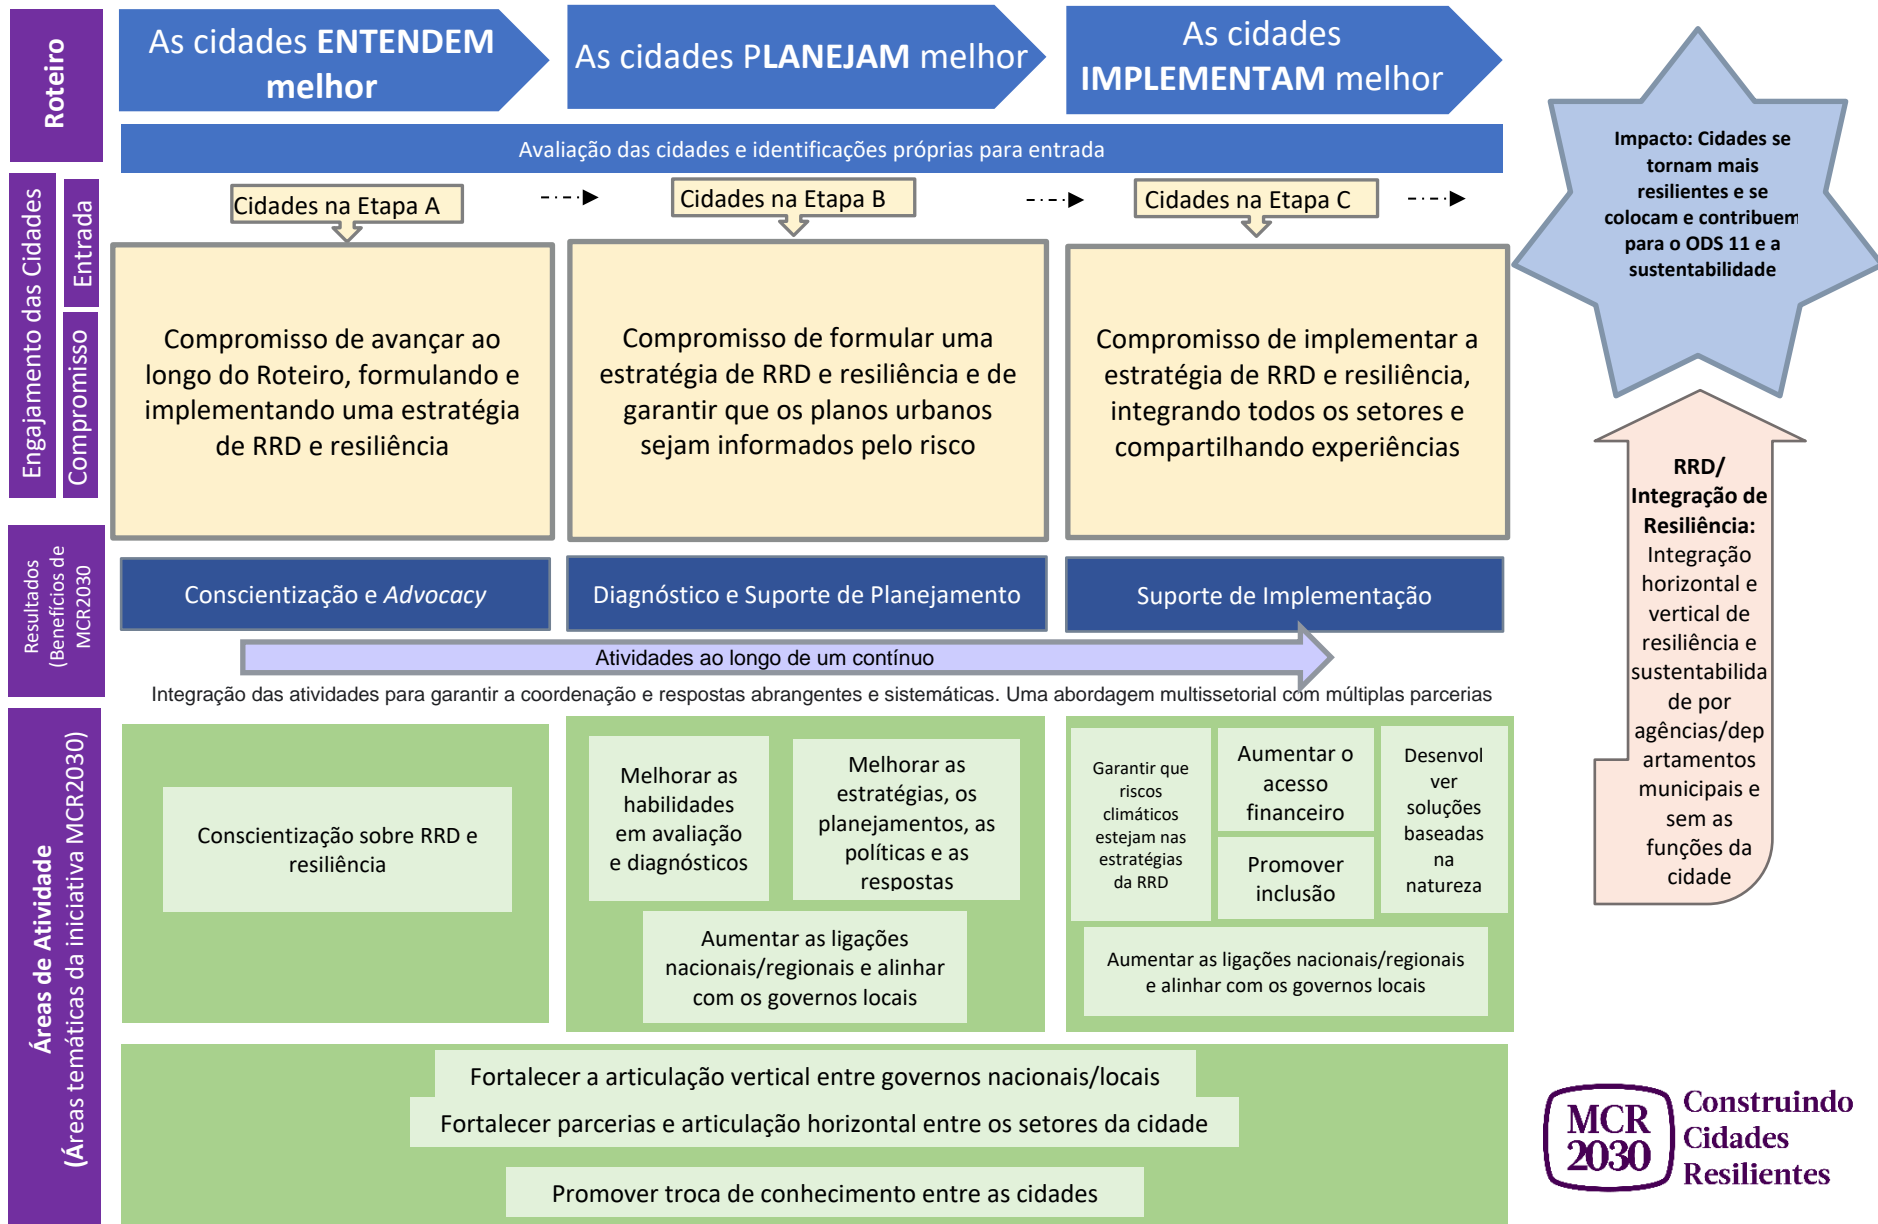 Roteiro
As cidades ENTENDEM
melhor
As cidades PLANEJAM melhor
As cidades
IMPLEMENTAM melhor
Avaliação das cidades e identificações próprias para entrada
Engajamento das Cidades
Entrada
Compromisso
Cidades na Etapa A
Cidades na Etapa B
Cidades na Etapa C
Compromisso de avançar ao
longo do Roteiro, formulando e
implementando uma estratégia
de RRD e resiliência
Compromisso de formular uma
estratégia de RRD e resiliência e de
garantir que os planos urbanos
sejam informados pelo risco
Compromisso de implementar a
estratégia de RRD e resiliência,
integrando todos os setores e
compartilhando experiências
Resultados
(Benefícios de
MCR2030
Conscientização e Advocacy
Diagnóstico e Suporte de Planejamento
Suporte de Implementação
Atividades ao longo de um contínuo
Integração das atividades para garantir a coordenação e respostas abrangentes e sistemáticas. Uma abordagem multissetorial com múltiplas parcerias
Áreas de Atividade
(Áreas temáticas da iniciativa MCR2030)
Conscientização sobre RRD e
resiliência
Melhorar as
habilidades
em avaliação
e diagnósticos
Melhorar as
estratégias, os
planejamentos, as
políticas e as
respostas
Aumentar as ligações
nacionais/regionais e alinhar
com os governos locais
Garantir que
riscos
climáticos
estejam nas
estratégias
da RRD
Aumentar o
acesso
financeiro
Promover
inclusão
Desenvol
ver
soluções
baseadas
na
natureza
Aumentar as ligações nacionais/regionais
e alinhar com os governos locais
Fortalecer a articulação vertical entre governos nacionais/locais
Fortalecer parcerias e articulação horizontal entre os setores da cidade
Promover troca de conhecimento entre as cidades
Impacto: Cidades se
tornam mais
resilientes e se
colocam e contribuem
para o ODS 11 e a
sustentabilidade
RRD/
Integração de
Resiliência:
Integração
horizontal e
vertical de
resiliência e
sustentabilida
de por
agências/dep
artamentos
municipais e
sem as
funções da
cidade
MCR
2030
Construindo
Cidades
Resilientes